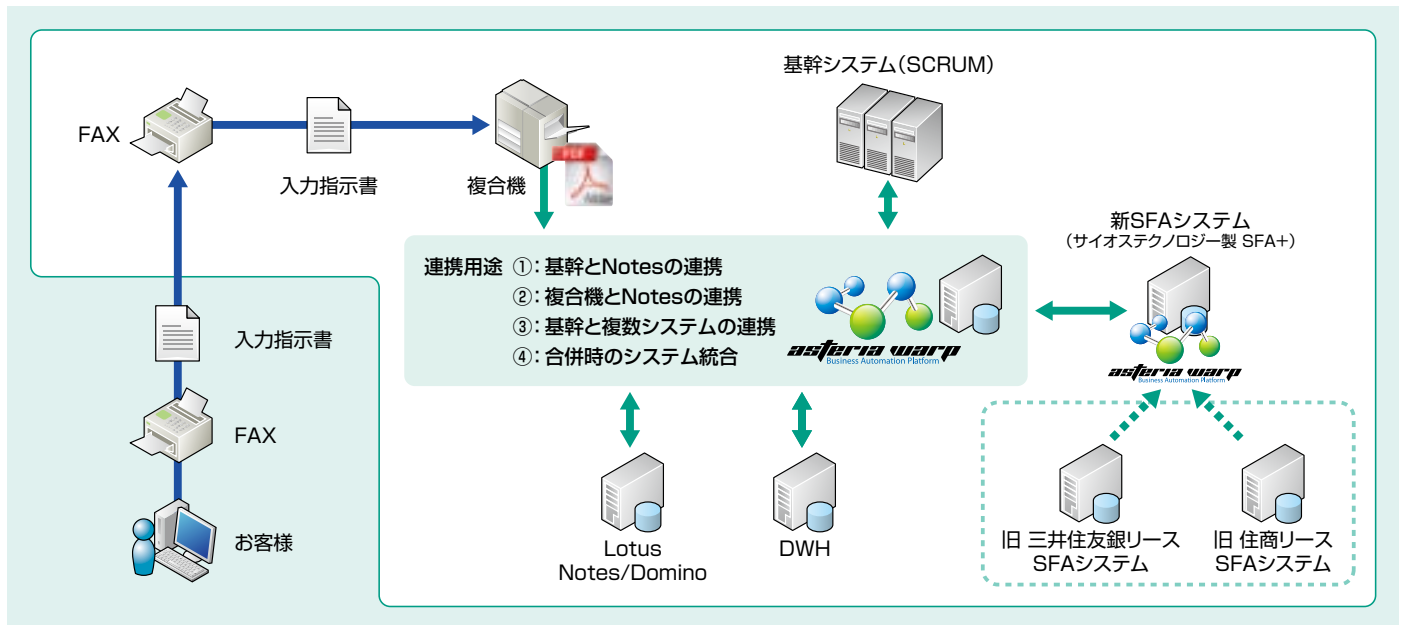 基幹システム(SCRUM)
FAX
入力指示書
複合機
PDF
Adobe
新SFAシステム
(サイオステクノロジー製 SFA+)
連携用途 ①:基幹とNotesの連携
②:複合機とNotesの連携
③:基幹と複数システムの連携
④:合併時のシステム統合
asteria warp
Business Automation Platform
asteria warp
Business Automation Platform
入力指示書
FAX
お客様
Lotus
Notes/Domino
DWH
旧 三井住友銀リース
SFAシステム
旧 住商リース
SFAシステム